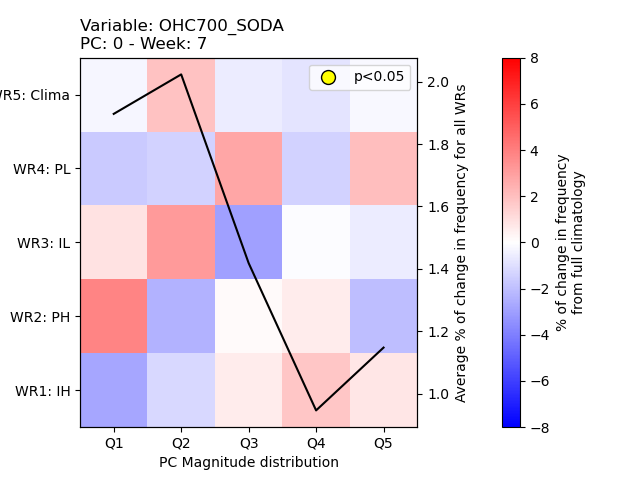 Variable: OHC700_SODA
PC: 0 - Week: 7
p<0.05
WR5: Clima
WR4: PL
WR3: IL
WR2: PH
WR1: IH
Q1 Q2 Q3 Q4 Q5
PC Magnitude distribution
2.0
1.8
1.6
1.4
1.2
1.0
Average % of change in frequency for all WRs
8
6
4
2
0
−2
−4
−6
−8
% of change in frequency
from full climatology